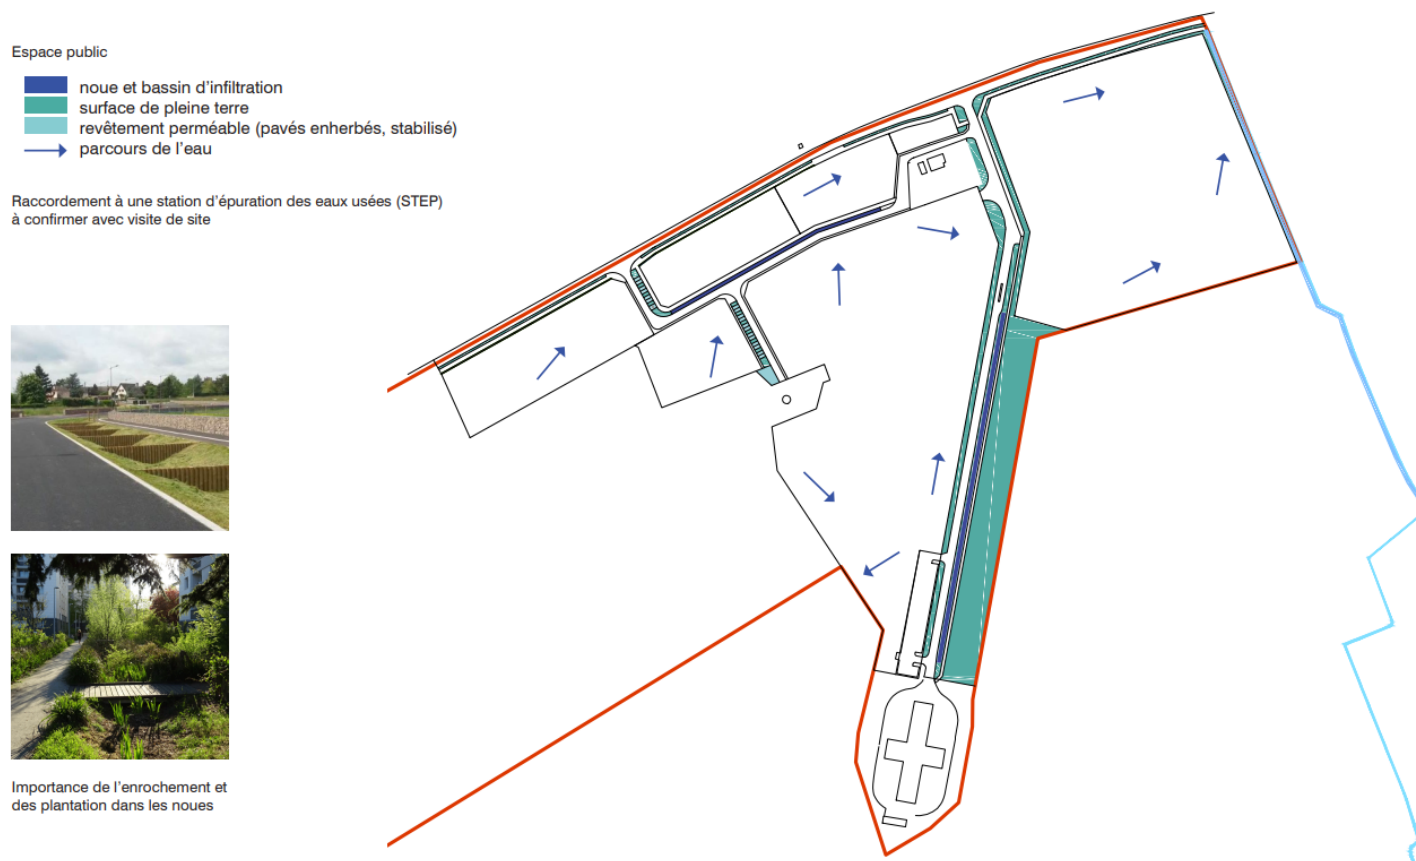 Espace public
noue et bassin d’infiltration
surface de pleine terre
revêtement perméable (pavés enherbés, stabilisé)
parcours de l’eau
Raccordement à une station d’épuration des eaux usées (STEP)
à confirmer avec visite de site
Importance de l’enrochement et
des plantation dans les noues